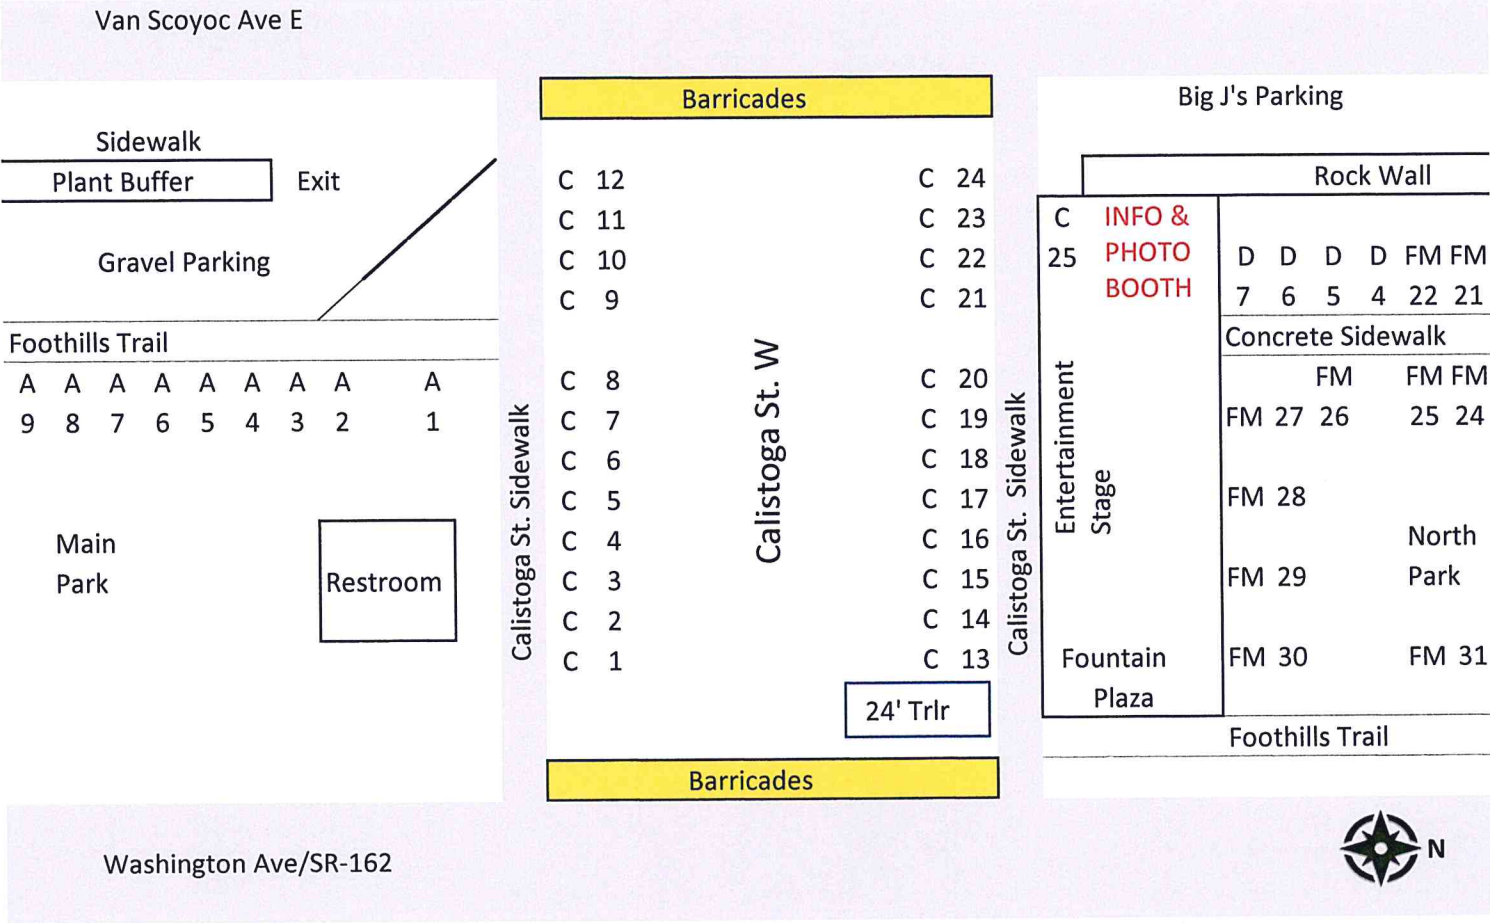 Van Scoyoc Ave E
Barricades
Big J's Parking
Sidewalk
Plant Buffer
Exit
Gravel Parking
Foothills Trail
A A A A A A A A A
9 8 7 6 5 4 3 2 1
Main
Park
Restroom
Calistoga St. Sidewalk
C 12
C 11
C 10
C 9
C 8
C 7
C 6
C 5
C 4
C 3
C 2
C 1
Calistoga St. W
C 24
C 23
C 22
C 21
C 20
C 19
C 18
C 17
C 16
C 15
C 14
C 13
24' Trlr
Barricades
Calistoga St. Sidewalk
Rock Wall
C
25
INFO &
PHOTO
BOOTH
Entertainment
Stage
Fountain
Plaza
D D D D FM FM
7 6 5 4 22 21
Concrete Sidewalk
FM FM FM
FM 27 26 25 24
FM 28
North
FM 29 Park
FM 30 FM 31
Foothills Trail
Washington Ave/SR-162
N